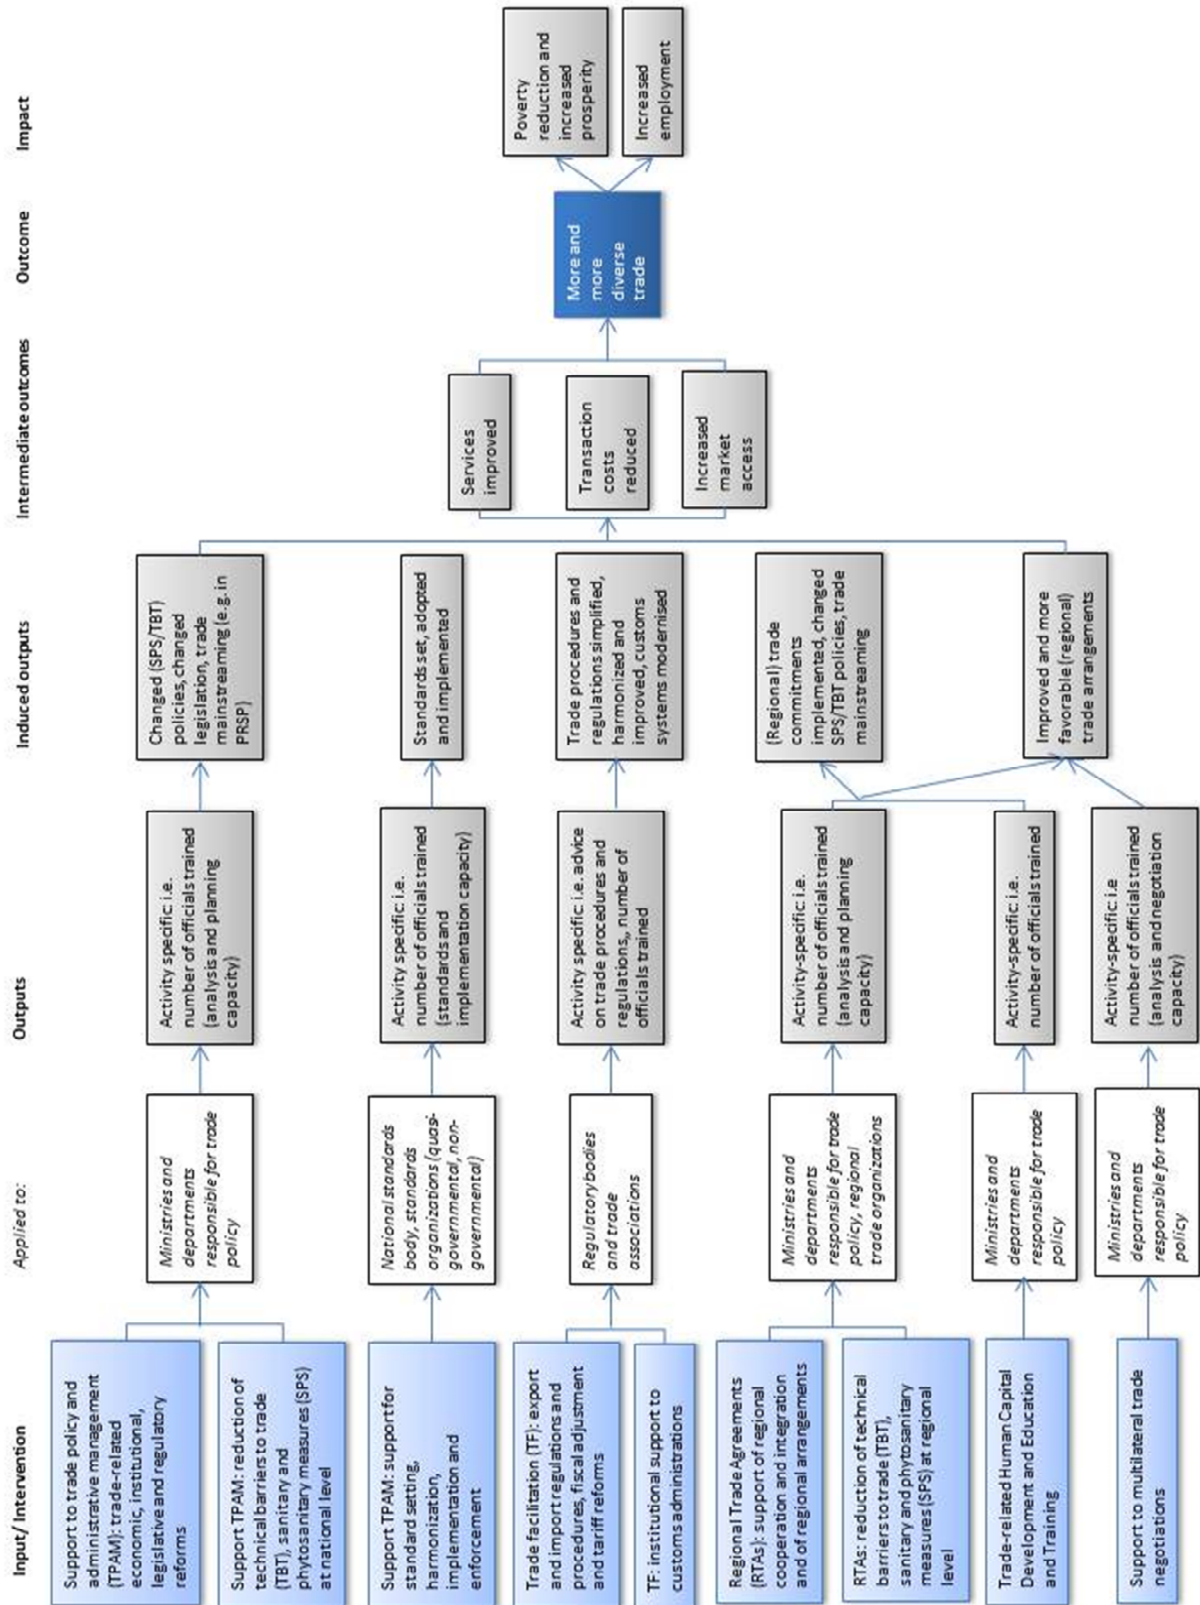 Input/ Intervention
Applied to:
Outputs
Induced outputs
Intermediate outcomes
Outcome
Impact
Support to trade policy and
administrative management
(TPAM): trade-related
economic, institutional,
legislative and regulatory
reforms
Support TPAM: reduction of
technical barriers to trade
(TBT), sanitary and
phytosanitary measures (SPS)
at national level
Ministries and
departments
responsible for trade
policy
Activity specific: i.e.
number of officials trained
(analysis and planning
capacity)
Changed (SPS/TBT)
policies, changed
legislation, trade
mainstreaming (e.g. in
PRSP)
Support TPAM: support for
standard setting,
harmonization,
implementation and
enforcement
National standards
body, standards
organizations (quasi-
governmental, non-
governmental)
Activity specific: i.e.
number of officials trained
(standards and
implementation capacity)
Standards set, adopted
and implemented
Trade facilitation (TF): export
and import regulations and
procedures, fiscal adjustment
and tariff reforms
TF: institutional support to
customs administrations
Regulatory bodies
and trade
associations
Activity specific: i.e. advice
on trade procedures and
regulations,, number of
officials trained
Trade procedures and
regulations simplified,
harmonized and
improved, customs
systems modernised
Regional Trade Agreements
(RTAs): support of regional
cooperation and integration
and of regional arrangements
RTAs: reduction of technical
barriers to trade (TBT),
sanitary and phytosanitary
measures (SPS) at regional
level
Ministries and
departments
responsible for trade
policy, regional
trade organizations
Activity-specific: i.e.
number of officials trained
(analysis and planning
capacity)
(Regional) trade
commitments
implemented, changed
SPS/TBT policies, trade
mainstreaming
Trade-related Human Capital
Development and Education
and Training
Ministries and
departments
responsible for trade
policy
Activity-specific: i.e.
number of officials trained
Improved and more
favorable (regional)
trade arrangements
Support to multilateral trade
negotiations
Ministries and
departments
responsible for trade
policy
Activity-specific: i.e
number of officials trained
(analysis and negotiation
capacity)
Services
improved
Transaction
costs
reduced
Increased
market
access
More and
more
diverse
trade
Poverty
reduction and
increased
prosperity
Increased
employment